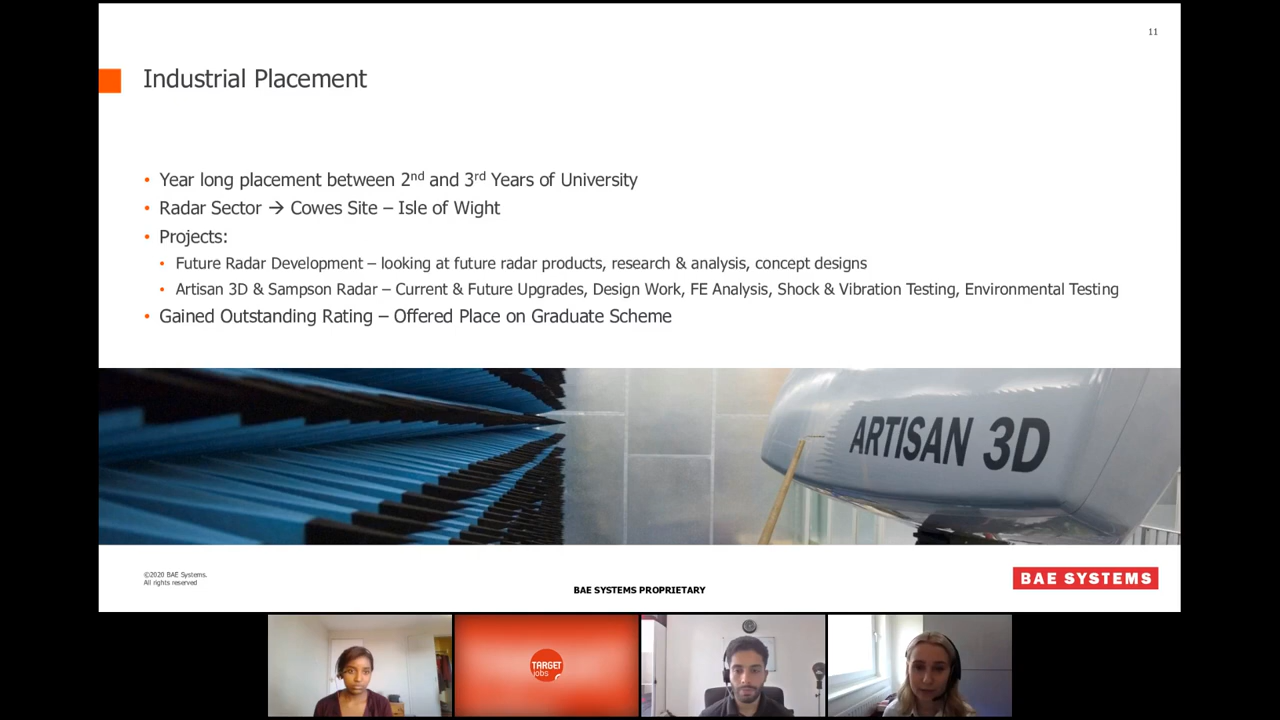 11
Industrial Placement
• Year long placement between 2nd and 3rd Years of University
• Radar Sector → Cowes Site – Isle of Wight
• Projects:
• Future Radar Development – looking at future radar products, research & analysis, concept designs
• Artisan 3D & Sampson Radar – Current & Future Upgrades, Design Work, FE Analysis, Shock & Vibration Testing, Environmental Testing
• Gained Outstanding Rating – Offered Place on Graduate Scheme
ARTISAN 3D
©2020 BAE Systems.
All rights reserved
BAE SYSTEMS PROPRIETARY
BAE SYSTEMS
TARGET
jobs